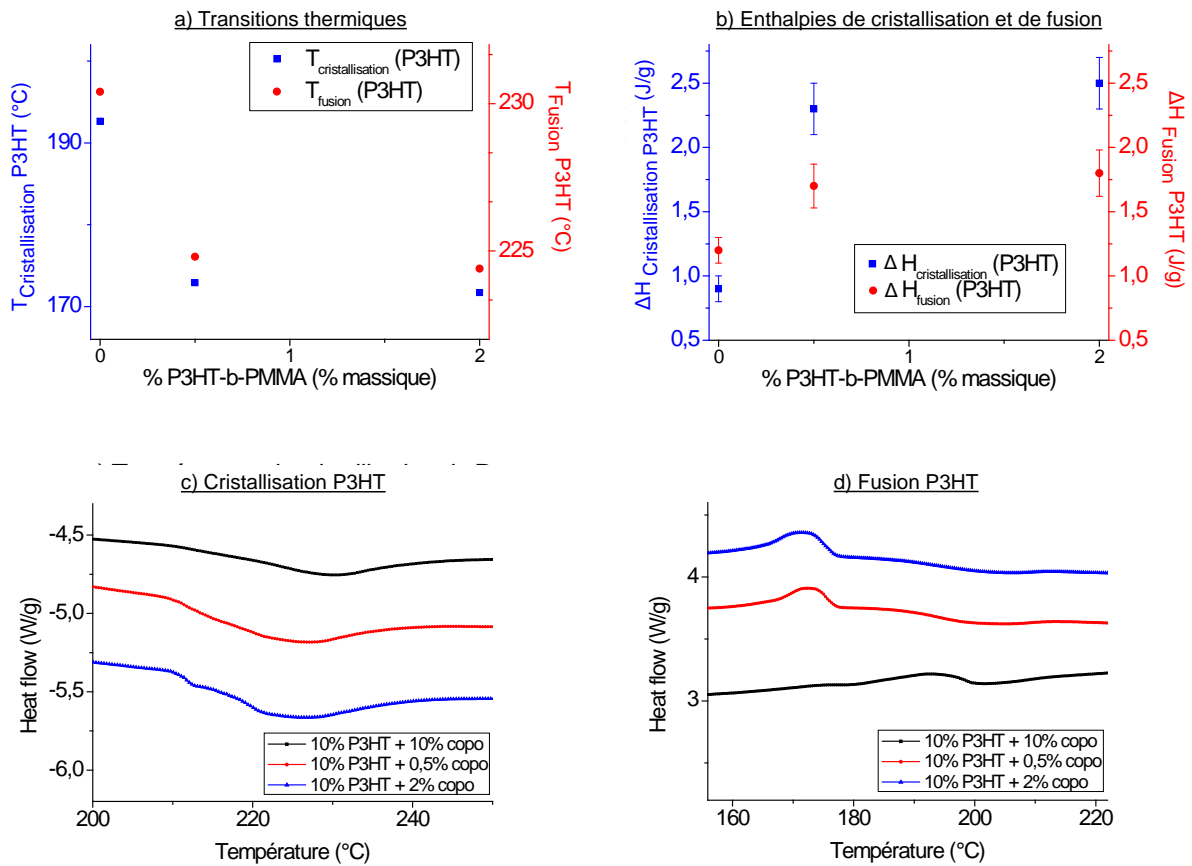 a) Transitions thermiques
T cristallisation (P3HT)
T fusion (P3HT)
190
170
230
225
T Cristallisation P3HT (°C)
T Fusion P3HT (°C)
0 1 2
% P3HT-b-PMMA (% massique)
b) Enthalpies de cristallisation et de fusion
2,5
2,0
1,5
1,0
0,5
2,5
2,0
1,5
1,0
0,5
ΔH Cristallisation P3HT (J/g)
ΔH Fusion P3HT (J/g)
Δ H cristallisation (P3HT)
Δ H fusion (P3HT)
0 1 2
% P3HT-b-PMMA (% massique)
c) Cristallisation P3HT
-4,5
-5,0
-5,5
-6,0
Heat flow (W/g)
10% P3HT + 10% copo
10% P3HT + 0,5% copo
10% P3HT + 2% copo
200 220 240
Température (°C)
d) Fusion P3HT
4
3
Heat flow (W/g)
10% P3HT + 10% copo
10% P3HT + 0,5% copo
10% P3HT + 2% copo
160 180 200 220
Température (°C)